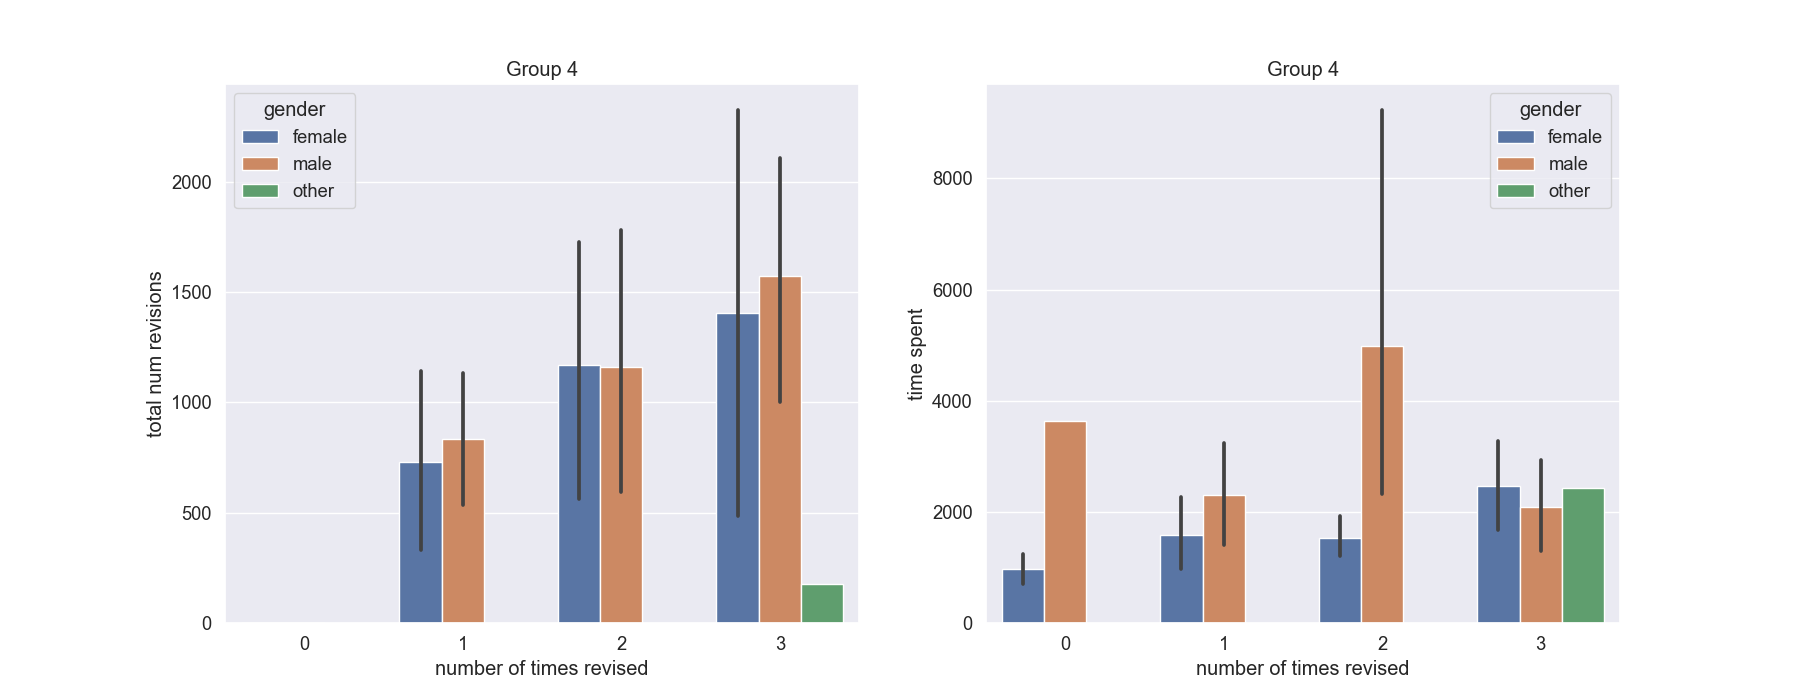 Group 4
gender
female
male
other
2000
1500
1000
500
0
total num revisions
0 1 2 3
number of times revised
Group 4
gender
female
male
other
8000
6000
4000
2000
0
time spent
0 1 2 3
number of times revised